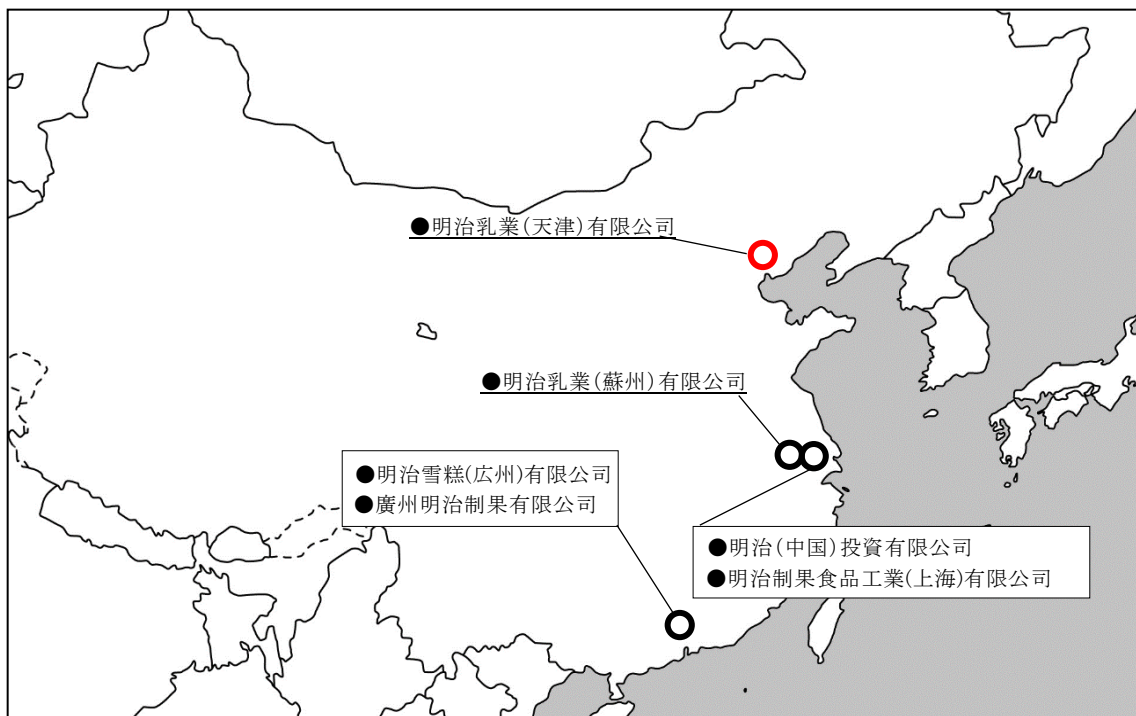 ●明治乳業(天津)有限公司
●明治乳業(蘇州)有限公司
●明治雪糕(広州)有限公司
●廣州明治制果有限公司
●明治(中国)投資有限公司
●明治制果食品工業(上海)有限公司